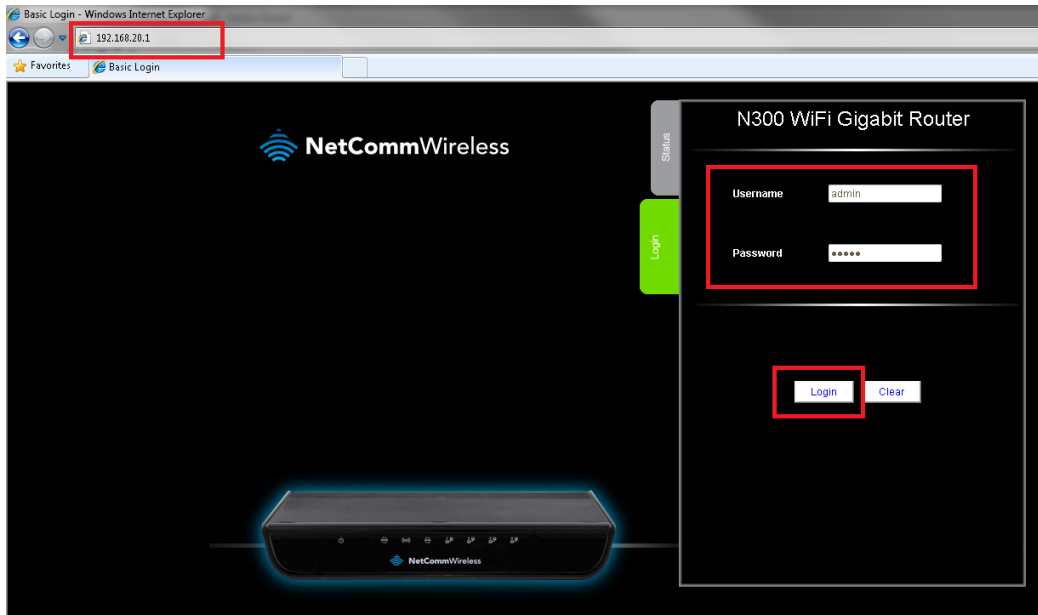 Basic Login - Windows Internet Explorer
192.168.20.1
Favorites
Basic Login
NetCommWireless
Status
Login
N300 WiFi Gigabit Router
Username admin
Password •••••
Login Clear
NetCommWireless